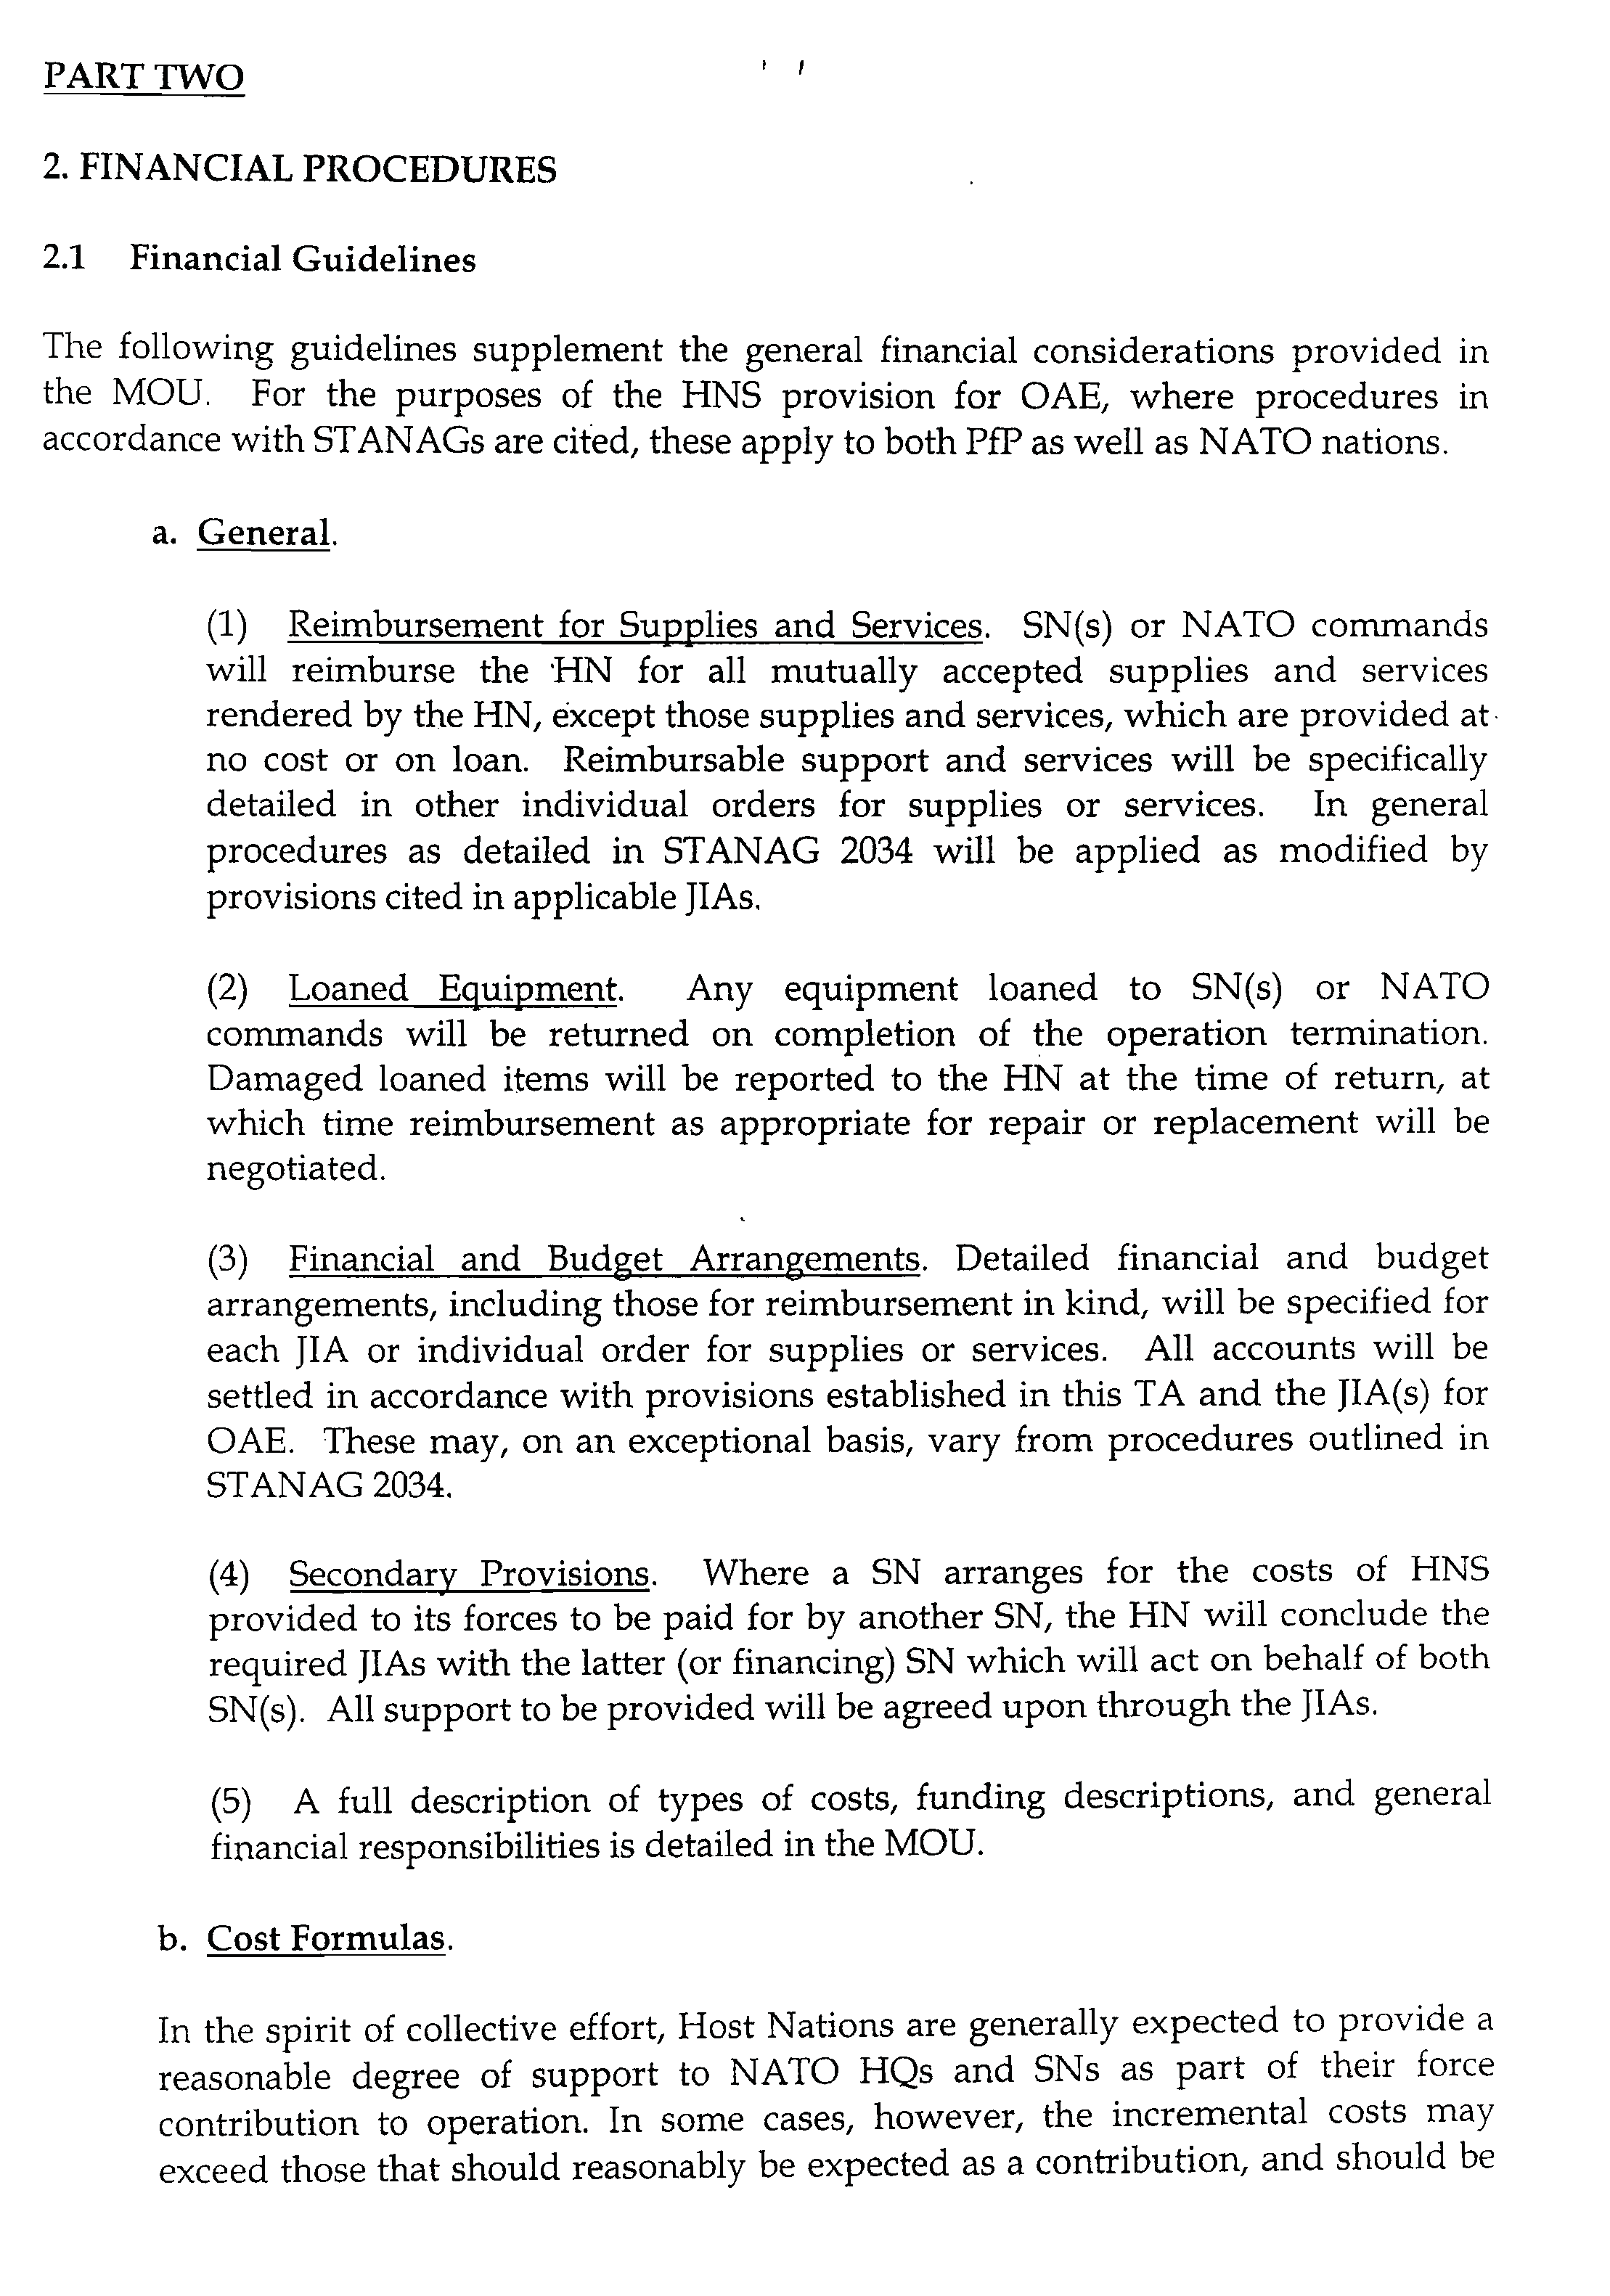 PART TWO
2. FINANCIAL PROCEDURES
2.1 Financial Guidelines
The following guidelines supplement the general financial considerations provided in
the MOU. For the purposes of the HNS provision for OAE, where procedures in
accordance with STANAGs are cited, these apply to both PfP as well as NATO nations.
a. General.
(1) Reimbursement for Supplies and Services. SN(s) or NATO commands
will reimburse the HN for all mutually accepted supplies and services
rendered by the HN, except those supplies and services, which are provided at
no cost or on loan. Reimbursable support and services will be specifically
detailed in other individual orders for supplies or services. In general
procedures as detailed in STANAG 2034 will be applied as modified by
provisions cited in applicable JIAs.
(2) Loaned Equipment. Any equipment loaned to SN(s) or NATO
commands will be returned on completion of the operation termination.
Damaged loaned items will be reported to the HN at the time of return, at
which time reimbursement as appropriate for repair or replacement will be
negotiated.
(3) Financial and Budget Arrangements. Detailed financial and budget
arrangements, including those for reimbursement in kind, will be specified for
each JIA or individual order for supplies or services. All accounts will be
settled in accordance with provisions established in this TA and the JIA(s) for
OAE. These may, on an exceptional basis, vary from procedures outlined in
STANAG 2034.
(4) Secondary Provisions. Where a SN arranges for the costs of HNS
provided to its forces to be paid for by another SN, the HN will conclude the
required JIAs with the latter (or financing) SN which will act on behalf of both
SN(s). All support to be provided will be agreed upon through the JIAs.
(5) A full description of types of costs, funding descriptions, and general
financial responsibilities is detailed in the MOU.
b. Cost Formulas.
In the spirit of collective effort, Host Nations are generally expected to provide a
reasonable degree of support to NATO HQs and SNs as part of their force
contribution to operation. In some cases, however, the incremental costs may
exceed those that should reasonably be expected as a contribution, and should be